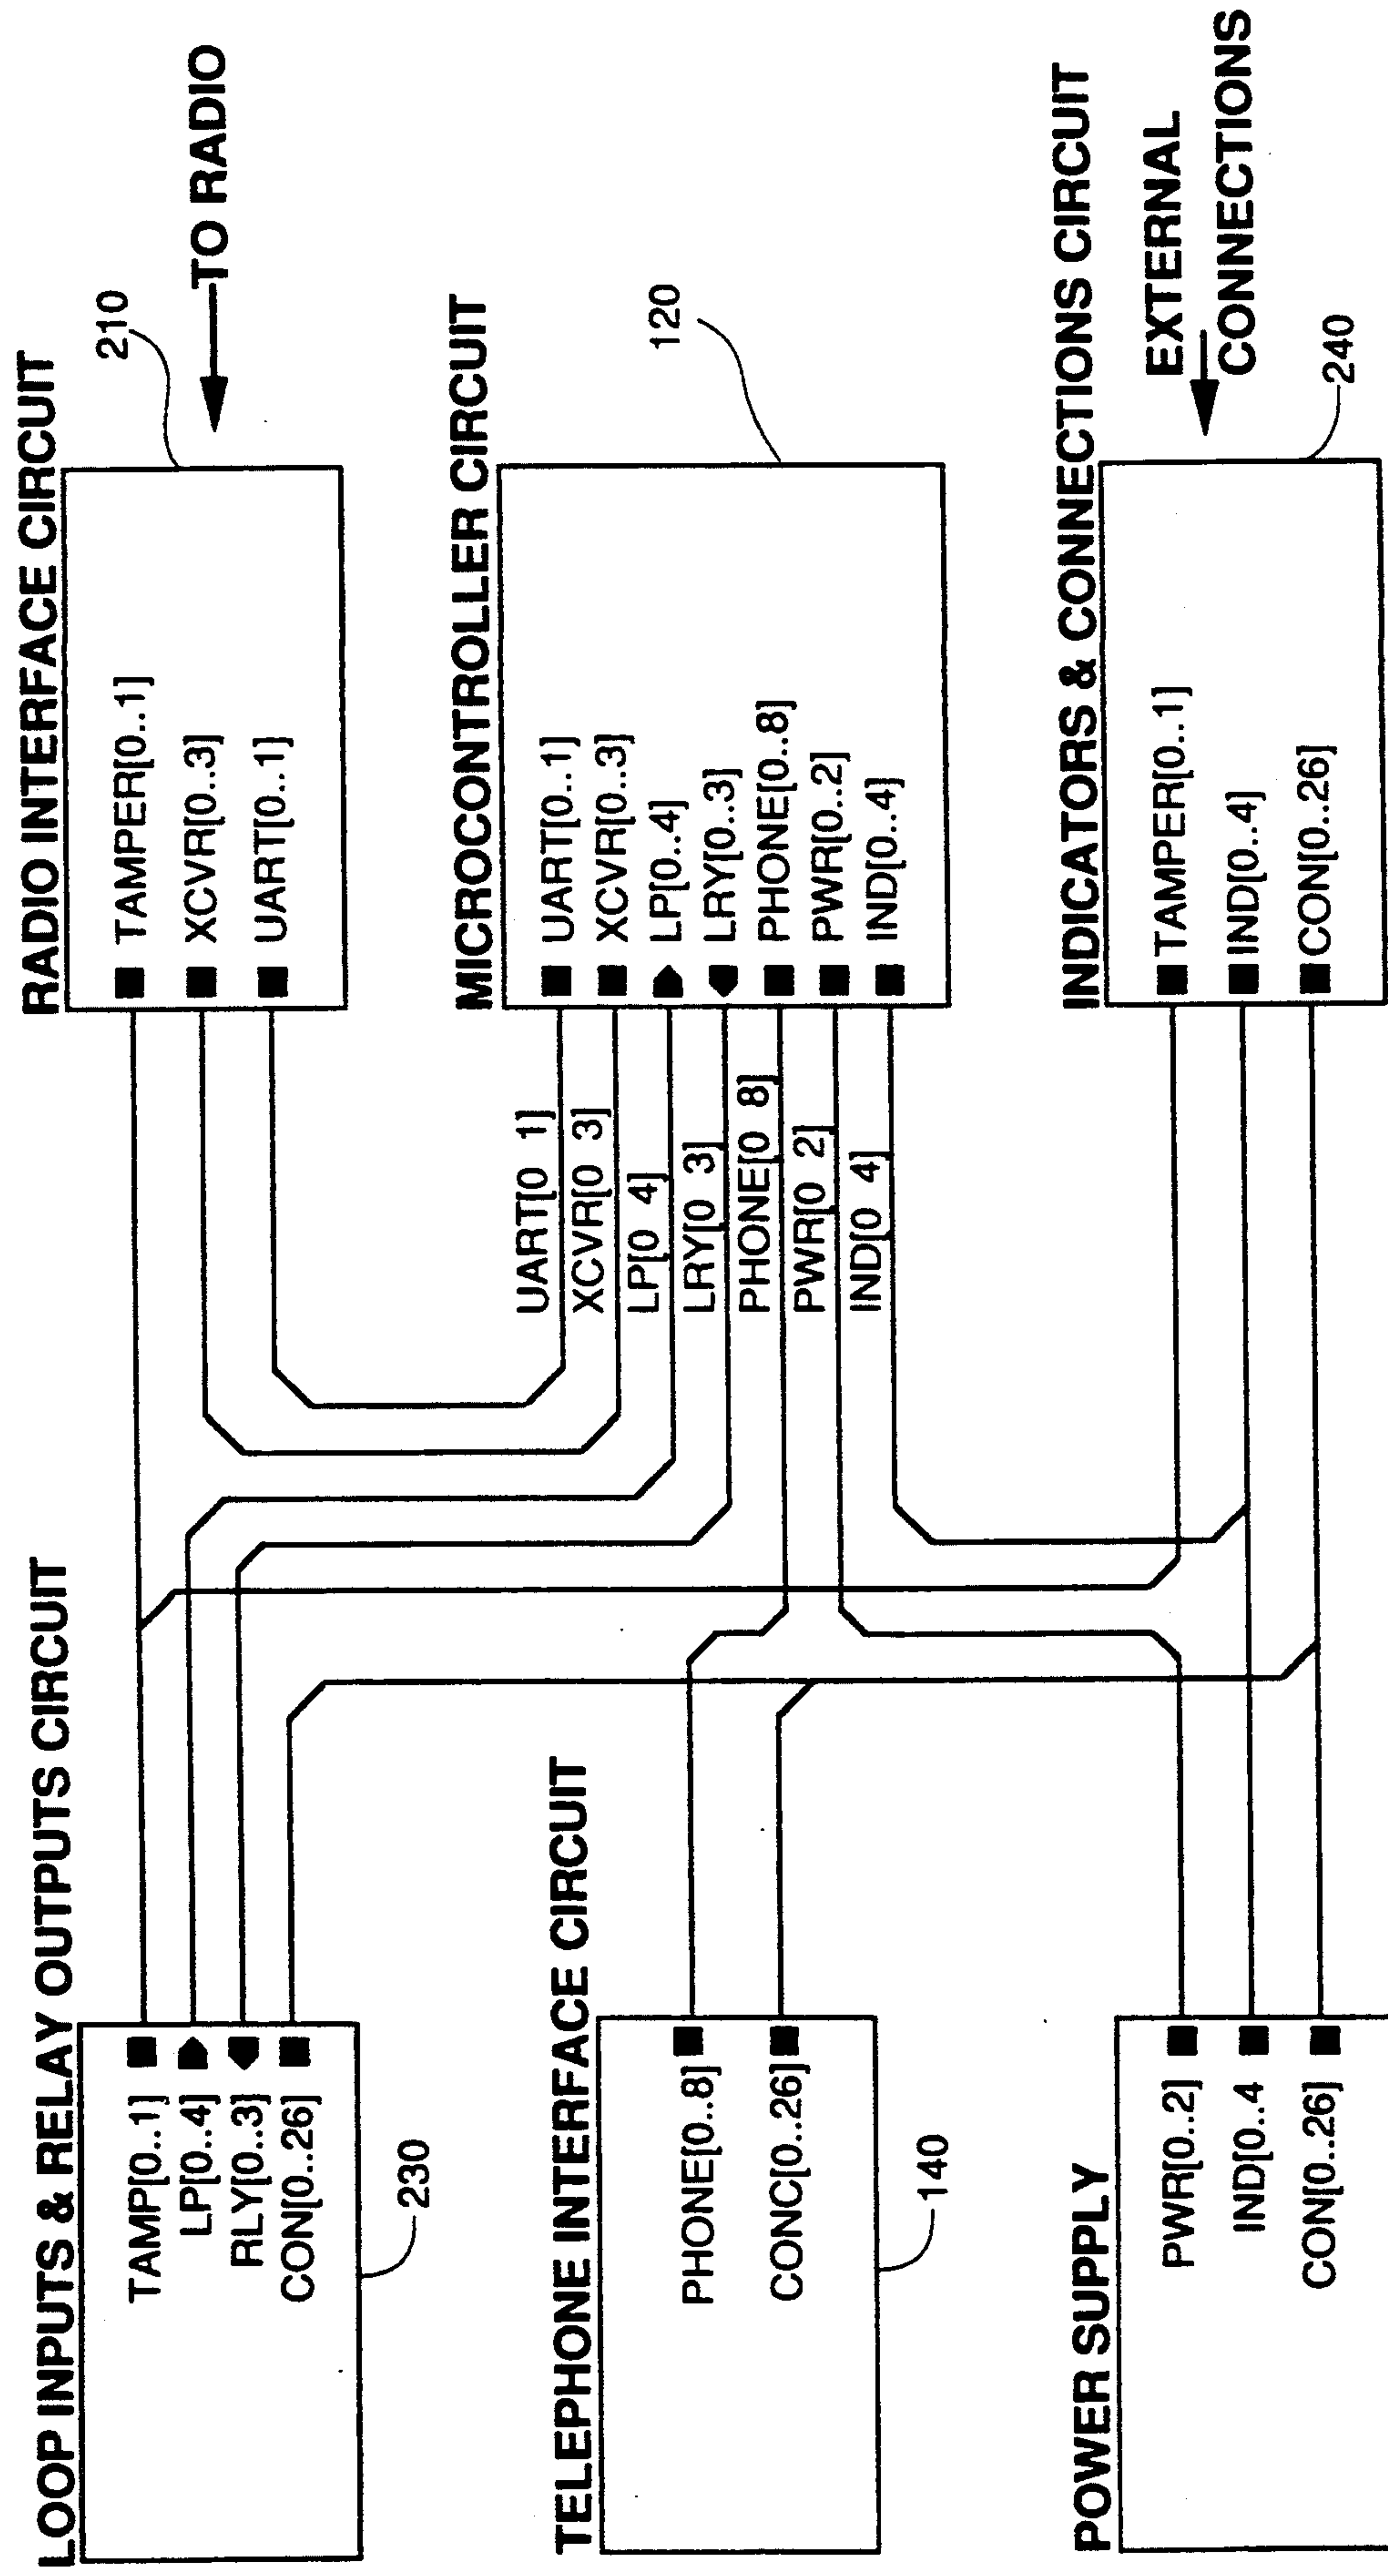 LOOP INPUTS & RELAY OUTPUTS CIRCUIT
TAMP[0..1]
LP[0..4]
RLY[0..3]
CON[0..26]
230
TELEPHONE INTERFACE CIRCUIT
PHONE[0..8]
CONC[0..26]
140
POWER SUPPLY
PWR[0..2]
IND[0..4
CON[0..26]
UART[0 1]
XCVR[0 3]
LP[0 4]
LRY[0 3]
PHONE[0 8]
PWR[0 2]
IND[0 4]
RADIO INTERFACE CIRCUIT
TAMPER[0..1]
XCVR[0..3]
UART[0..1]
210
TO RADIO
MICROCONTROLLER CIRCUIT
UART[0..1]
XCVR[0..3]
LP[0..4]
LRY[0..3]
PHONE[0..8]
PWR[0..2]
IND[0..4]
120
INDICATORS & CONNECTIONS CIRCUIT
TAMPER[0..1]
IND[0..4]
CON[0..26]
EXTERNAL
CONNECTIONS
240